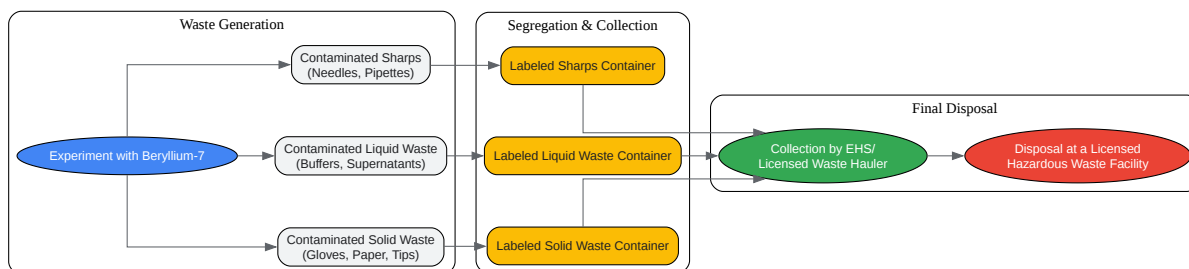 Waste Generation
Segregation & Collection
Contaminated Sharps
(Needles, Pipettes)
Labeled Sharps Container
Final Disposal
Experiment with Beryllium-7
Contaminated Liquid Waste
(Buffers, Supernatants)
Labeled Liquid Waste Container
Collection by EHS/
Licensed Waste Hauler
Disposal at a Licensed
Hazardous Waste Facility
Contaminated Solid Waste
(Gloves, Paper, Tips)
Labeled Solid Waste Container